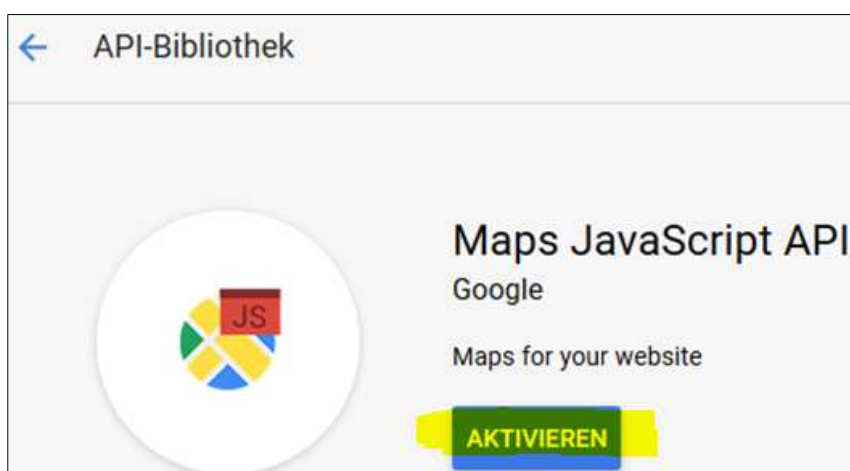 API-Bibliothek
JS
Maps JavaScript API
Google
Maps for your website
AKTIVIEREN